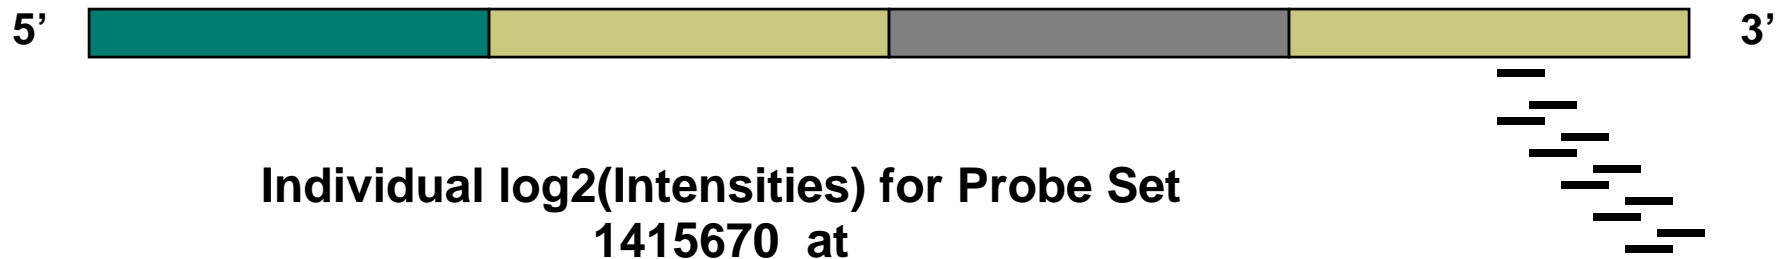 5’ 3’
Individual log2(Intensities) for Probe Set
1415670 at